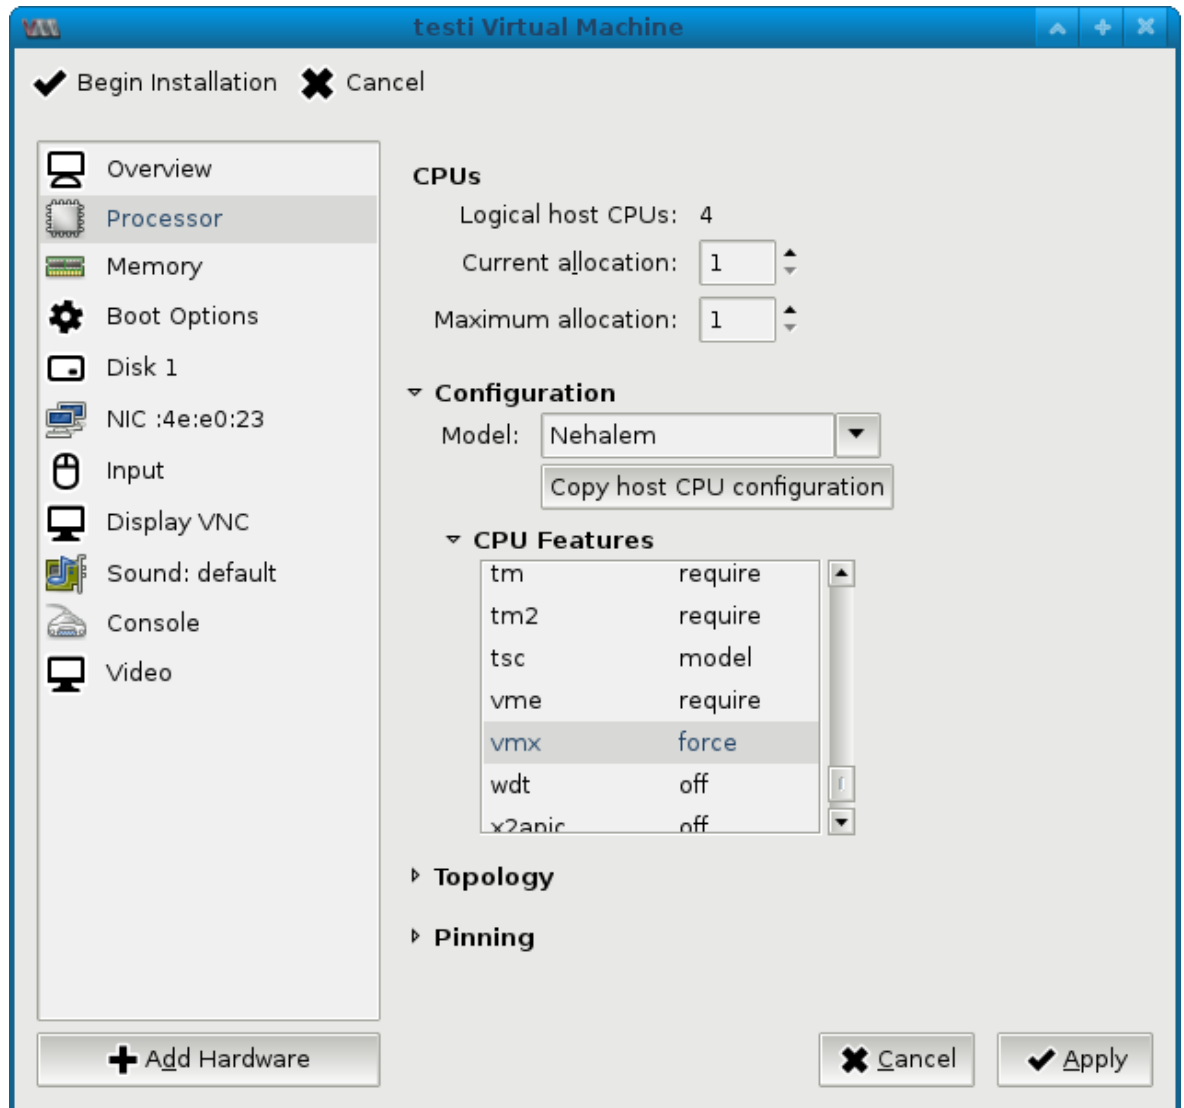 testi Virtual Machine
Begin Installation Cancel
Overview
Processor
Memory
Boot Options
Disk 1
NIC :4e:e0:23
Input
Display VNC
Sound: default
Console
Video
Add Hardware
CPUs
Logical host CPUs: 4
Current allocation: 1
Maximum allocation: 1
Configuration
Model: Nehalem
Copy host CPU configuration
CPU Features
tm require
tm2 require
tsc model
vme require
vmx force
wdt off
x2apic off
Topology
Pinning
Cancel Apply